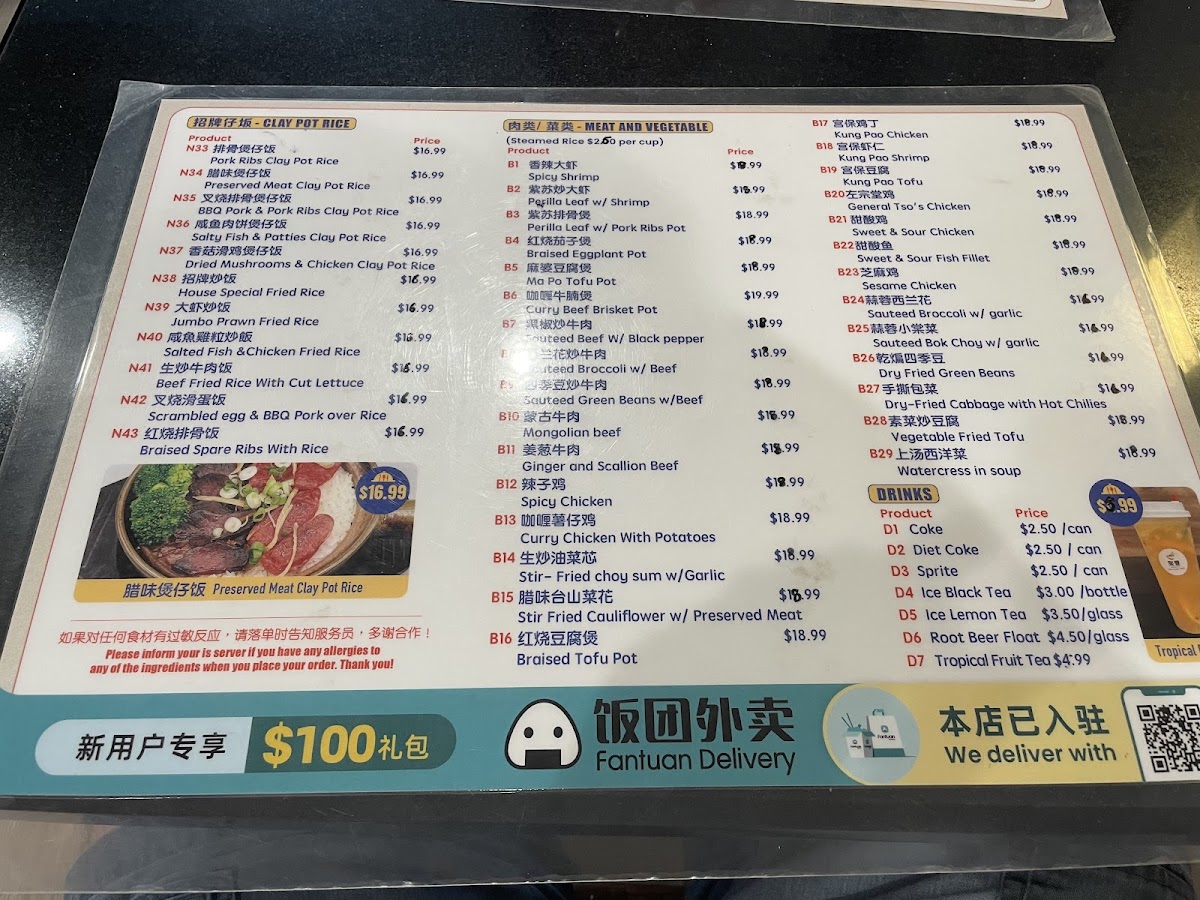 招牌仔饭 - CLAY POT RICE
Product Price
N33 排骨煲仔饭 $16.99
Pork Ribs Clay Pot Rice
N34 腊味煲仔饭 $16.99
Preserved Meat Clay Pot Rice
N35 叉烧排骨煲仔饭 $16.99
BBQ Pork & Pork Ribs Clay Pot Rice
N36 咸鱼肉饼煲仔饭 $16.99
Salty Fish & Patties Clay Pot Rice
N37 香菇滑鸡煲仔饭 $16.99
Dried Mushrooms & Chicken Clay Pot Rice
N38 招牌炒饭 $16.99
House Special Fried Rice
N39 大虾炒饭 $16.99
Jumbo Prawn Fried Rice
N40 咸魚雞粒炒飯 $16.99
Salted Fish &Chicken Fried Rice
N41 生炒牛肉饭 $16.99
Beef Fried Rice With Cut Lettuce
N42 叉烧滑蛋饭 $16.99
Scrambled egg & BBQ Pork over Rice
N43 红烧排骨饭 $16.99
Braised Spare Ribs With Rice
$16.99
腊味煲仔饭 Preserved Meat Clay Pot Rice
如果对任何食材有过敏反应，请落单时告知服务员，多谢合作！
Please inform your is server if you have any allergies to
any of the ingredients when you place your order. Thank you!
肉类/ 菜类 - MEAT AND VEGETABLE
(Steamed Rice per cup)
Product Price
B1 香辣大虾
Spicy Shrimp
B2 紫苏炒大虾
Perilla Leaf w/ Shrimp
B3 紫苏排骨煲 $18.99
Perilla Leaf w/ Pork Ribs Pot
B4 红烧茄子煲 $18.99
Braised Eggplant Pot
B5 麻婆豆腐煲 $18.99
Ma Po Tofu Pot
B6 咖喱牛腩煲 $19.99
Curry Beef Brisket Pot
B7 椒炒牛肉 $18.99
Sauteed Beef W/ Black pepper
兰花炒牛肉 $18.99
Sauteed Broccoli w/ Beef
B9 四季豆炒牛肉 $18.99
Sauteed Green Beans w/Beef
B10 蒙古牛肉 $18.99
Mongolian beef
B11 姜葱牛肉 $18.99
Ginger and Scallion Beef
B12 辣子鸡 $18.99
Spicy Chicken
B13 咖喱薯仔鸡 $18.99
Curry Chicken With Potatoes
B14 生炒油菜芯 $18.99
Stir- Fried choy sum w/Garlic
B15 腊味台山菜花 $18.99
Stir Fried Cauliflower w/ Preserved Meat
B16 红烧豆腐煲 $18.99
Braised Tofu Pot
B17 宫保鸡丁 $18.99
Kung Pao Chicken
B18 宫保虾仁 $18.99
Kung Pao Shrimp
B19 宫保豆腐 $18.99
Kung Pao Tofu
B20 左宗堂鸡 $18.99
General Tso's Chicken
B21 甜酸鸡 $18.99
Sweet & Sour Chicken
B22 甜酸鱼 $18.99
Sweet & Sour Fish Fillet
B23 芝麻鸡 $18.99
Sesame Chicken
B24 蒜蓉西兰花 $16.99
Sauteed Broccoli w/ garlic
B25 蒜蓉小棠菜 $16.99
Sauteed Bok Choy w/ garlic
B26 乾煸四季豆 $16.99
Dry Fried Green Beans
B27 手撕包菜 $16.99
Dry-Fried Cabbage with Hot Chilies
B28 素菜炒豆腐 $18.99
Vegetable Fried Tofu
B29 上汤西洋菜 $18.99
Watercress in soup
DRINKS
Product Price
D1 Coke $2.50 /can
D2 Diet Coke $2.50 / can
D3 Sprite $2.50 / can
D4 Ice Black Tea $3.00 /bottle
D5 Ice Lemon Tea $3.50/glass
D6 Root Beer Float $4.50/glass
D7 Tropical Fruit Tea $4.99
$5.99
Tropical
新用户专享 $100礼包
饭团外卖
Fantuan Delivery
Fantuan
本店已入驻
We deliver with